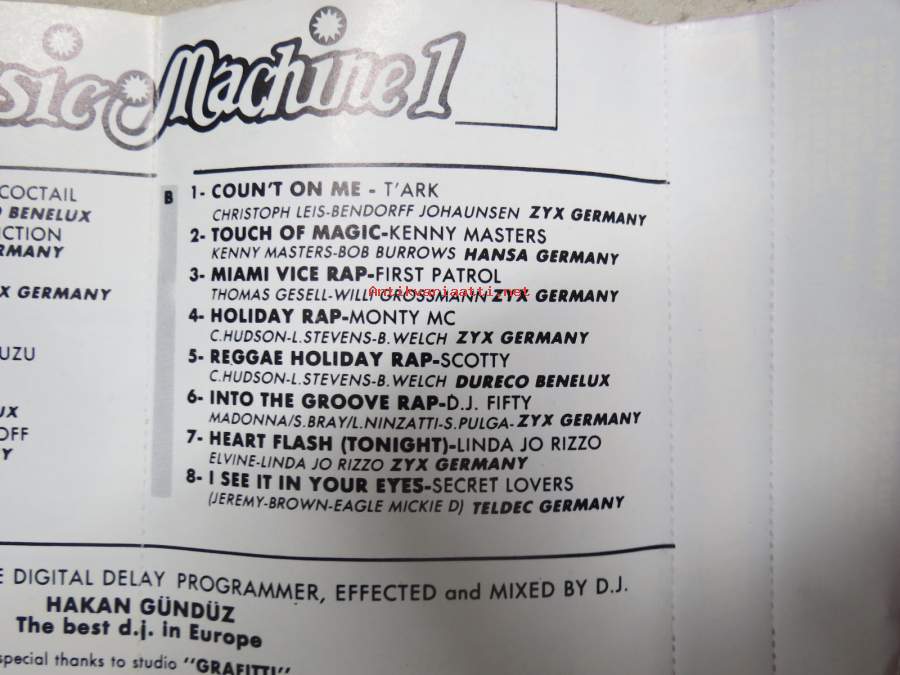 sic Machine 1
COCTAIL
BENELUX
ICTION
RMANY
X GERMANY
UZU
UX
OFF
Y
B
1- COUN'T ON ME - T'ARK
CHRISTOPH LEIS-BENDORFF JOHAUNSEN ZYX GERMANY
2- TOUCH OF MAGIC-KENNY MASTERS
KENNY MASTERS-BOB BURROWS HANSA GERMANY
3- MIAMI VICE RAP-FIRST PATROL
THOMAS GESELL-WILLI GROSSMANN ZYX GERMANY
Antikvariaatti.net
4- HOLIDAY RAP-MONTY MC
C.HUDSON-L.STEVENS-B.WELCH ZYX GERMANY
5- REGGAE HOLIDAY RAP-SCOTTY
C.HUDSON-L.STEVENS-B.WELCH DURECO BENELUX
6- INTO THE GROOVE RAP-D.J. FIFTY
MADONNA/S.BRAY/L.NINZATTI-S.PULGA-ZYX GERMANY
7- HEART FLASH (TONIGHT)-LINDA JO RIZZO
ELVINE-LINDA JO RIZZO ZYX GERMANY
8- I SEE IT IN YOUR EYES-SECRET LOVERS
(JEREMY-BROWN-EAGLE MICKIE D) TELDEC GERMANY
E DIGITAL DELAY PROGRAMMER, EFFECTED and MIXED BY D.J.
HAKAN GÜNDÜZ
The best d.j. in Europe
special thanks to studio "GRAFITTI"